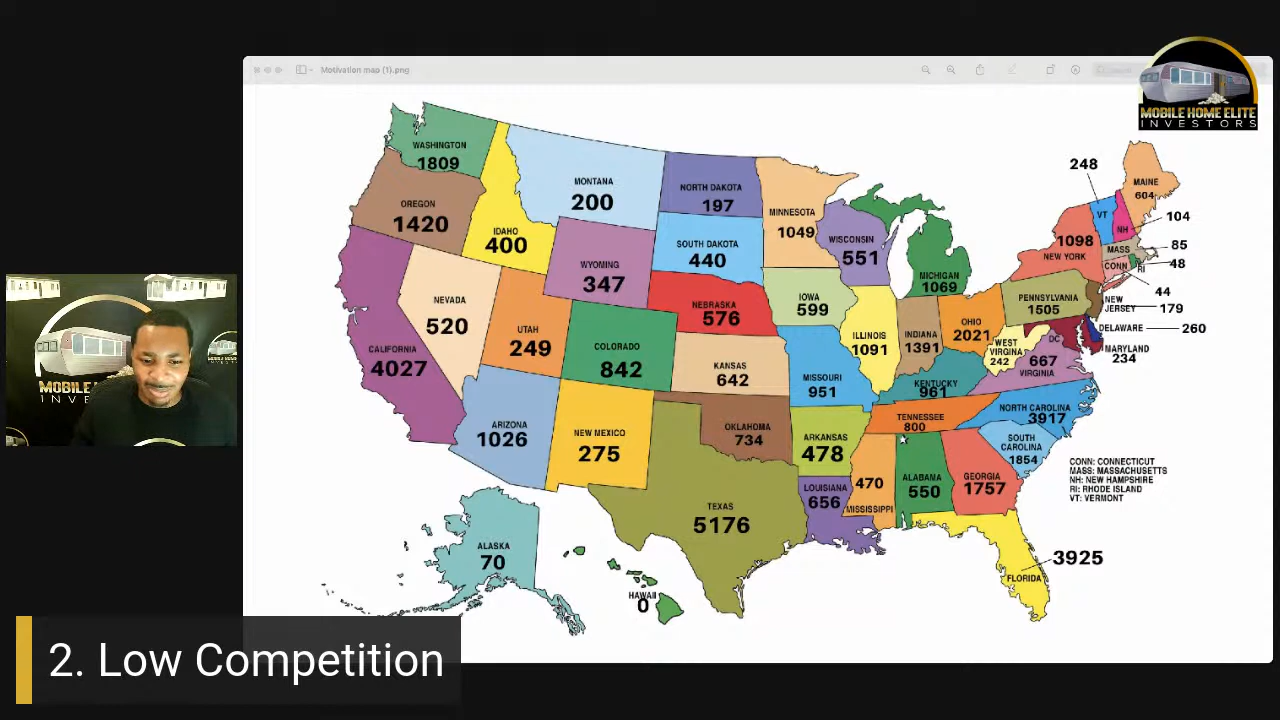 Motivation map (1).png
MOBILE HOME ELITE
INVESTORS
WASHINGTON
1809
OREGON
1420
IDAHO
400
MONTANA
200
NORTH DAKOTA
197
MINNESOTA
1049
WISCONSIN
551
MICHIGAN
1069
248
MAINE
604
VT
NH
104
MASS
85
1098
NEW YORK
CONN
RI
48
44
SOUTH DAKOTA
440
WYOMING
347
NEVADA
520
UTAH
249
CALIFORNIA
4027
COLORADO
842
NEBRASKA
576
IOWA
599
ILLINOIS
1091
INDIANA
1391
OHIO
2021
PENNSYLVANIA
1505
NEW
JERSEY
179
DELAWARE
260
MARYLAND
234
DC
WEST
VIRGINA
242
667
VIRGINIA
KANSAS
642
MISSOURI
951
KENTUCKY
961
ARIZONA
1026
NEW MEXICO
275
OKLAHOMA
734
ARKANSAS
478
TENNESSEE
800
NORTH CAROLINA
3917
SOUTH
CAROLINA
1854
TEXAS
5176
LOUISIANA
656
470
MISSISSIPPI
ALABAMA
550
GEORGIA
1757
3925
FLORIDA
ALASKA
70
HAWAII
0
CONN: CONNECTICUT
MASS: MASSACHUSETTS
NH: NEW HAMPSHIRE
RI: RHODE ISLAND
VT: VERMONT
2. Low Competition